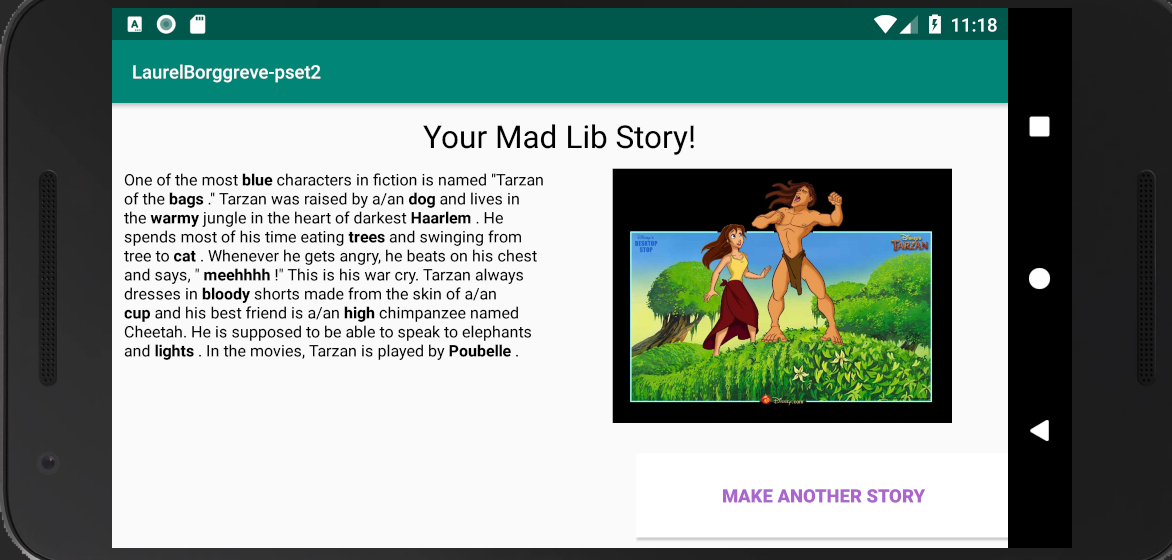 A
11:18
LaurelBorggreve-pset2
Your Mad Lib Story!
One of the most blue characters in fiction is named "Tarzan
of the bags ." Tarzan was raised by a/an dog and lives in
the warmy jungle in the heart of darkest Haarlem . He
spends most of his time eating trees and swinging from
tree to cat . Whenever he gets angry, he beats on his chest
and says, " meehhhh !" This is his war cry. Tarzan always
dresses in bloody shorts made from the skin of a/an
cup and his best friend is a/an high chimpanzee named
Cheetah. He is supposed to be able to speak to elephants
and lights . In the movies, Tarzan is played by Poubelle .
Disney's
DESKTOP
STOP
Disney's
TARZAN
Disney.com
MAKE ANOTHER STORY